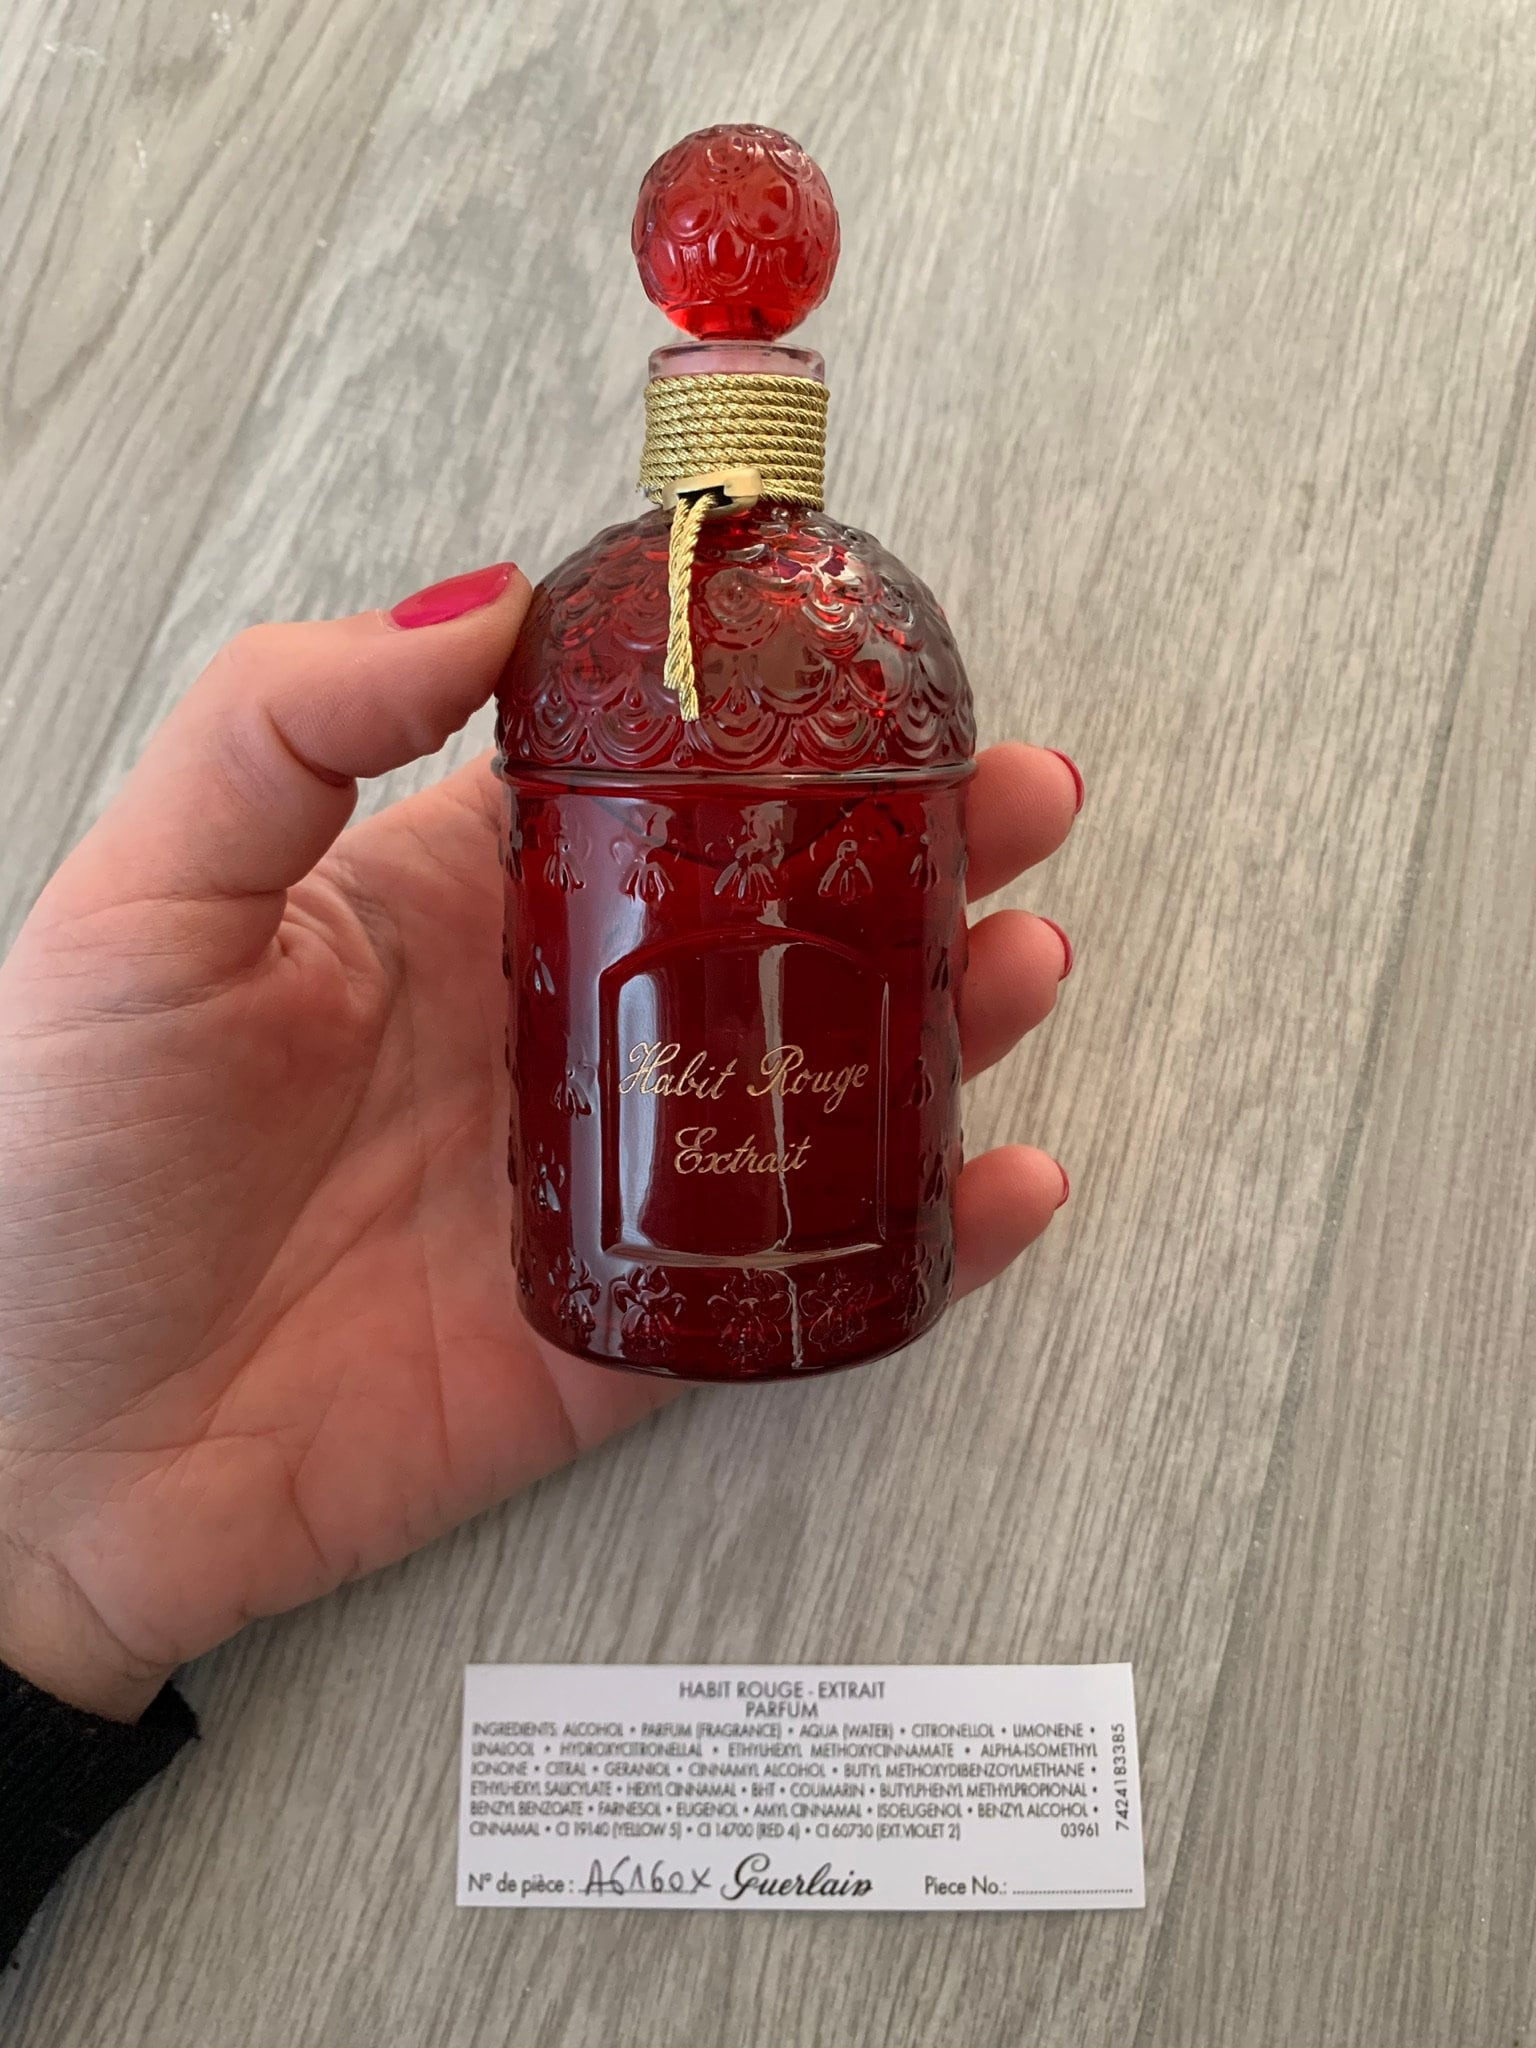 Habit Rouge
Extrait
HABIT ROUGE - EXTRAIT
PARFUM
INGREDIENTS: ALCOHOL • PARFUM (FRAGRANCE) • AQUA (WATER) • CITRONELLOL • LIMONENE •
LINALOOL • HYDROXYCITRONELLAL • ETHYLHEXYL METHOXYCINNAMATE • ALPHA-ISOMETHYL
IONONE • CITRAL • GERANIOL • CINNAMYL ALCOHOL • BUTYL METHOXYDIBENZOYLMETHANE •
ETHYLHEXYL SALICYLATE • HEXYL CINNAMAL • BHT • COUMARIN • BUTYLPHENYL METHYLPROPIONAL •
BENZYL BENZOATE • FARNESOL • EUGENOL • AMYL CINNAMAL • ISOEUGENOL • BENZYL ALCOHOL •
CINNAMAL • CI 19140 (YELLOW 5) • CI 14700 (RED 4) • CI 60730 (EXT.VIOLET 2) 03961
7424183385
N° de pièce : A6160X Guerlain Piece No.: ..............................